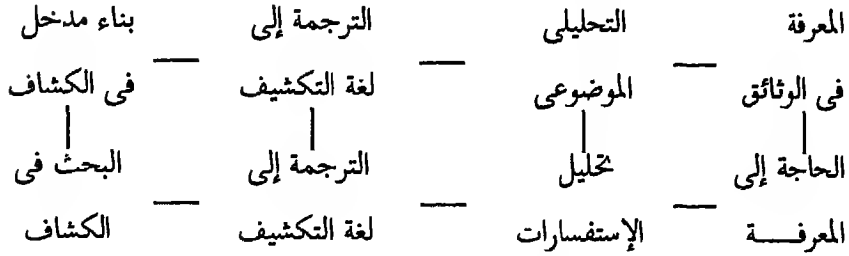 المعرفة التحليلى الترجمة إلى بناء مدخل
فى الوثائق الموضوعى لغة التكشيف فى الكشاف
الحاجة إلى تحليل الترجمة إلى البحث فى
المعرفــــة الإستفسارات لغة التكشيف الكشاف